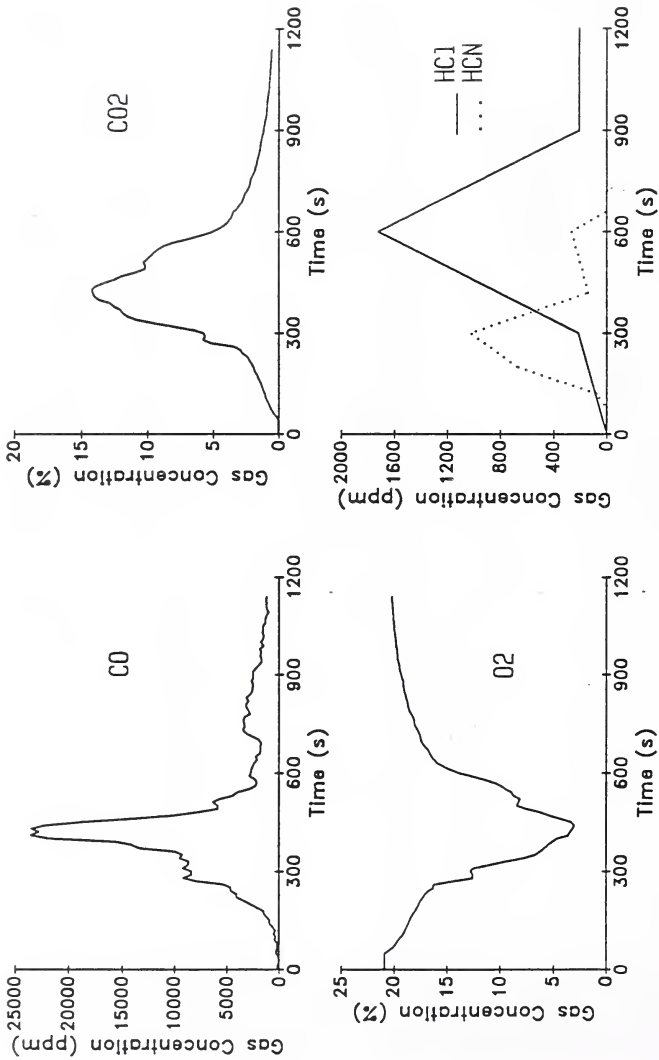 CO
Gas Concentration (ppm)
25000
20000
15000
10000
5000
0
0 300 600 900 1200
Time (s)
CO2
Gas Concentration (%)
20
15
10
5
0
0 300 600 900 1200
Time (s)
O2
Gas Concentration (%)
25
20
15
10
5
0
0 300 600 900 1200
Time (s)
HCl
HCN
Gas Concentration (ppm)
2000
1600
1200
800
400
0
0 300 600 900 1200
Time (s)